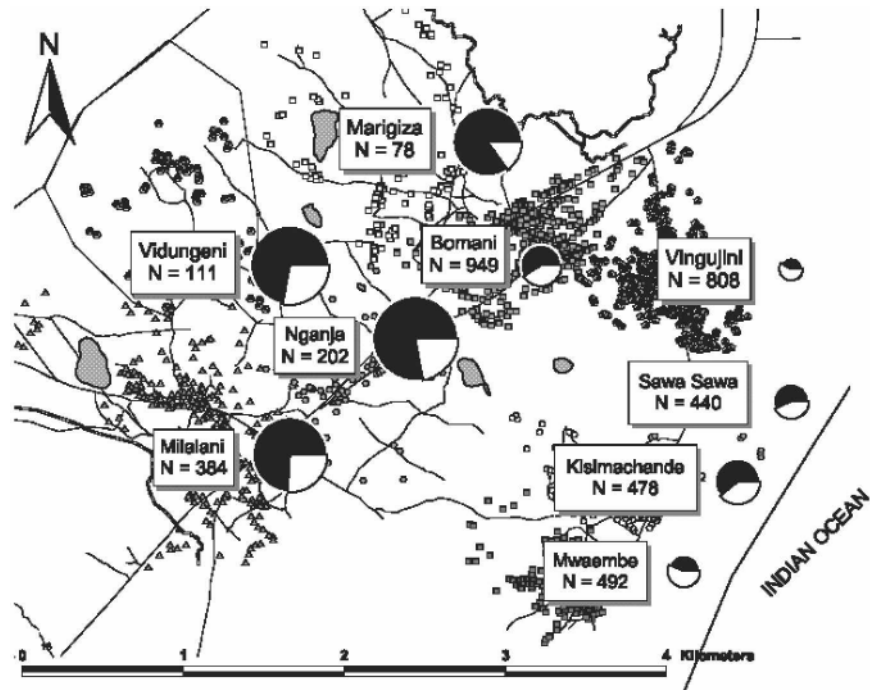 N
Marigiza
N = 78
Vidungeni
N = 111
Bomani
N = 949
Vingujini
N = 808
Nganja
N = 202
Sawa Sawa
N = 440
Milalani
N = 384
Kisimachande
N = 478
2
Mwaembe
N = 492
INDIAN OCEAN
0 1 2 3 4 Kilometers